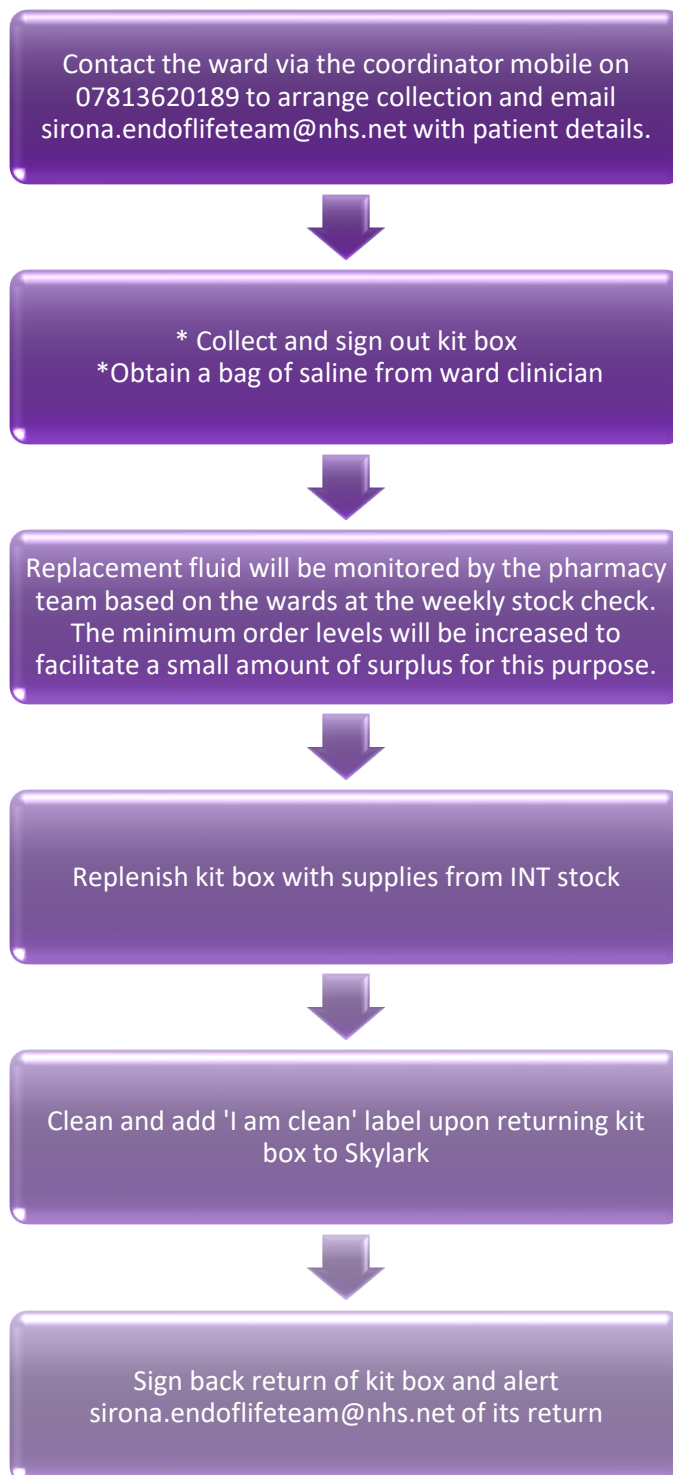 Contact the ward via the coordinator mobile on
07813620189 to arrange collection and email
sirona.endoflifeteam@nhs.net with patient details.
* Collect and sign out kit box
*Obtain a bag of saline from ward clinician
Replacement fluid will be monitored by the pharmacy
team based on the wards at the weekly stock check.
The minimum order levels will be increased to
facilitate a small amount of surplus for this purpose.
Replenish kit box with supplies from INT stock
Clean and add 'I am clean' label upon returning kit
box to Skylark
Sign back return of kit box and alert
sirona.endoflifeteam@nhs.net of its return